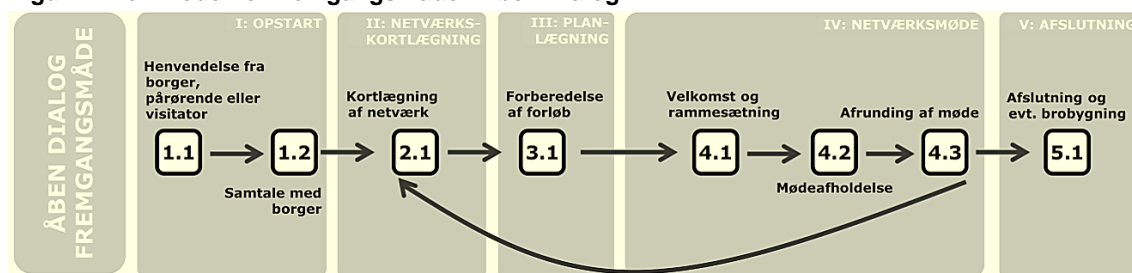 ÅBEN DIALOG
FREMGANGSMÅDE
I: OPSTART
Henvendelse fra
borger,
pårørende eller
visitator
1.1
1.2
Samtale med
borger
II: NETVÆRKS-
KORTLÆGNING
Kortlægning
af netværk
2.1
III: PLAN-
LÆGNING
Forberedelse
af forløb
3.1
IV: NETVÆRKSMØDE
Velkomst og
rammesætning
4.1
4.2
Mødeafholdelse
Afrunding af møde
4.3
V: AFSLUTNING
Afslutning og
evt. brobygning
5.1